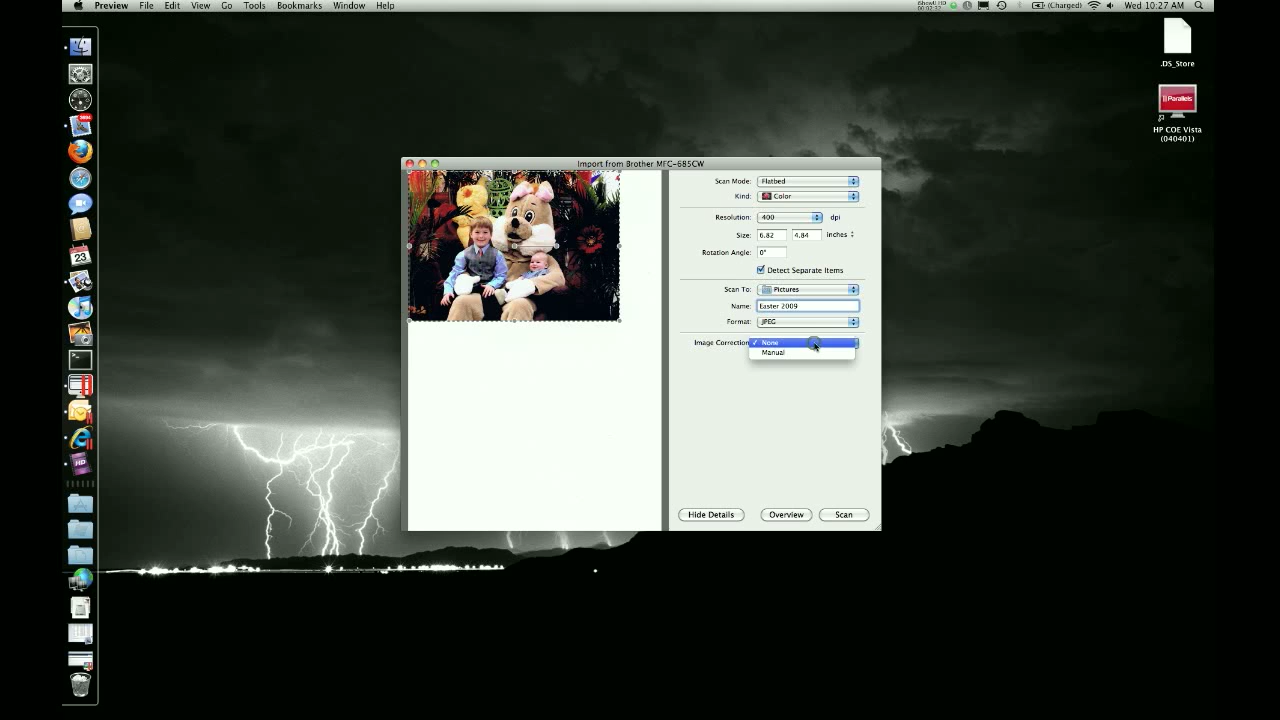 Preview File Edit View Go Tools Bookmarks Window Help
(Charged) Wed 10:27 AM
.DS_Store
Parallels
HP COE Vista
(040401)
23
HP
Import from Brother MFC-685CW
Scan Mode: Flatbed
Kind: Color
Resolution: 400 dpi
Size: 6.82 4.84 inches
Rotation Angle: 0°
Detect Separate Items
Scan To: Pictures
Name: Easter 2009
Format: JPEG
Image Correction ✓ None
Manual
Hide Details Overview Scan